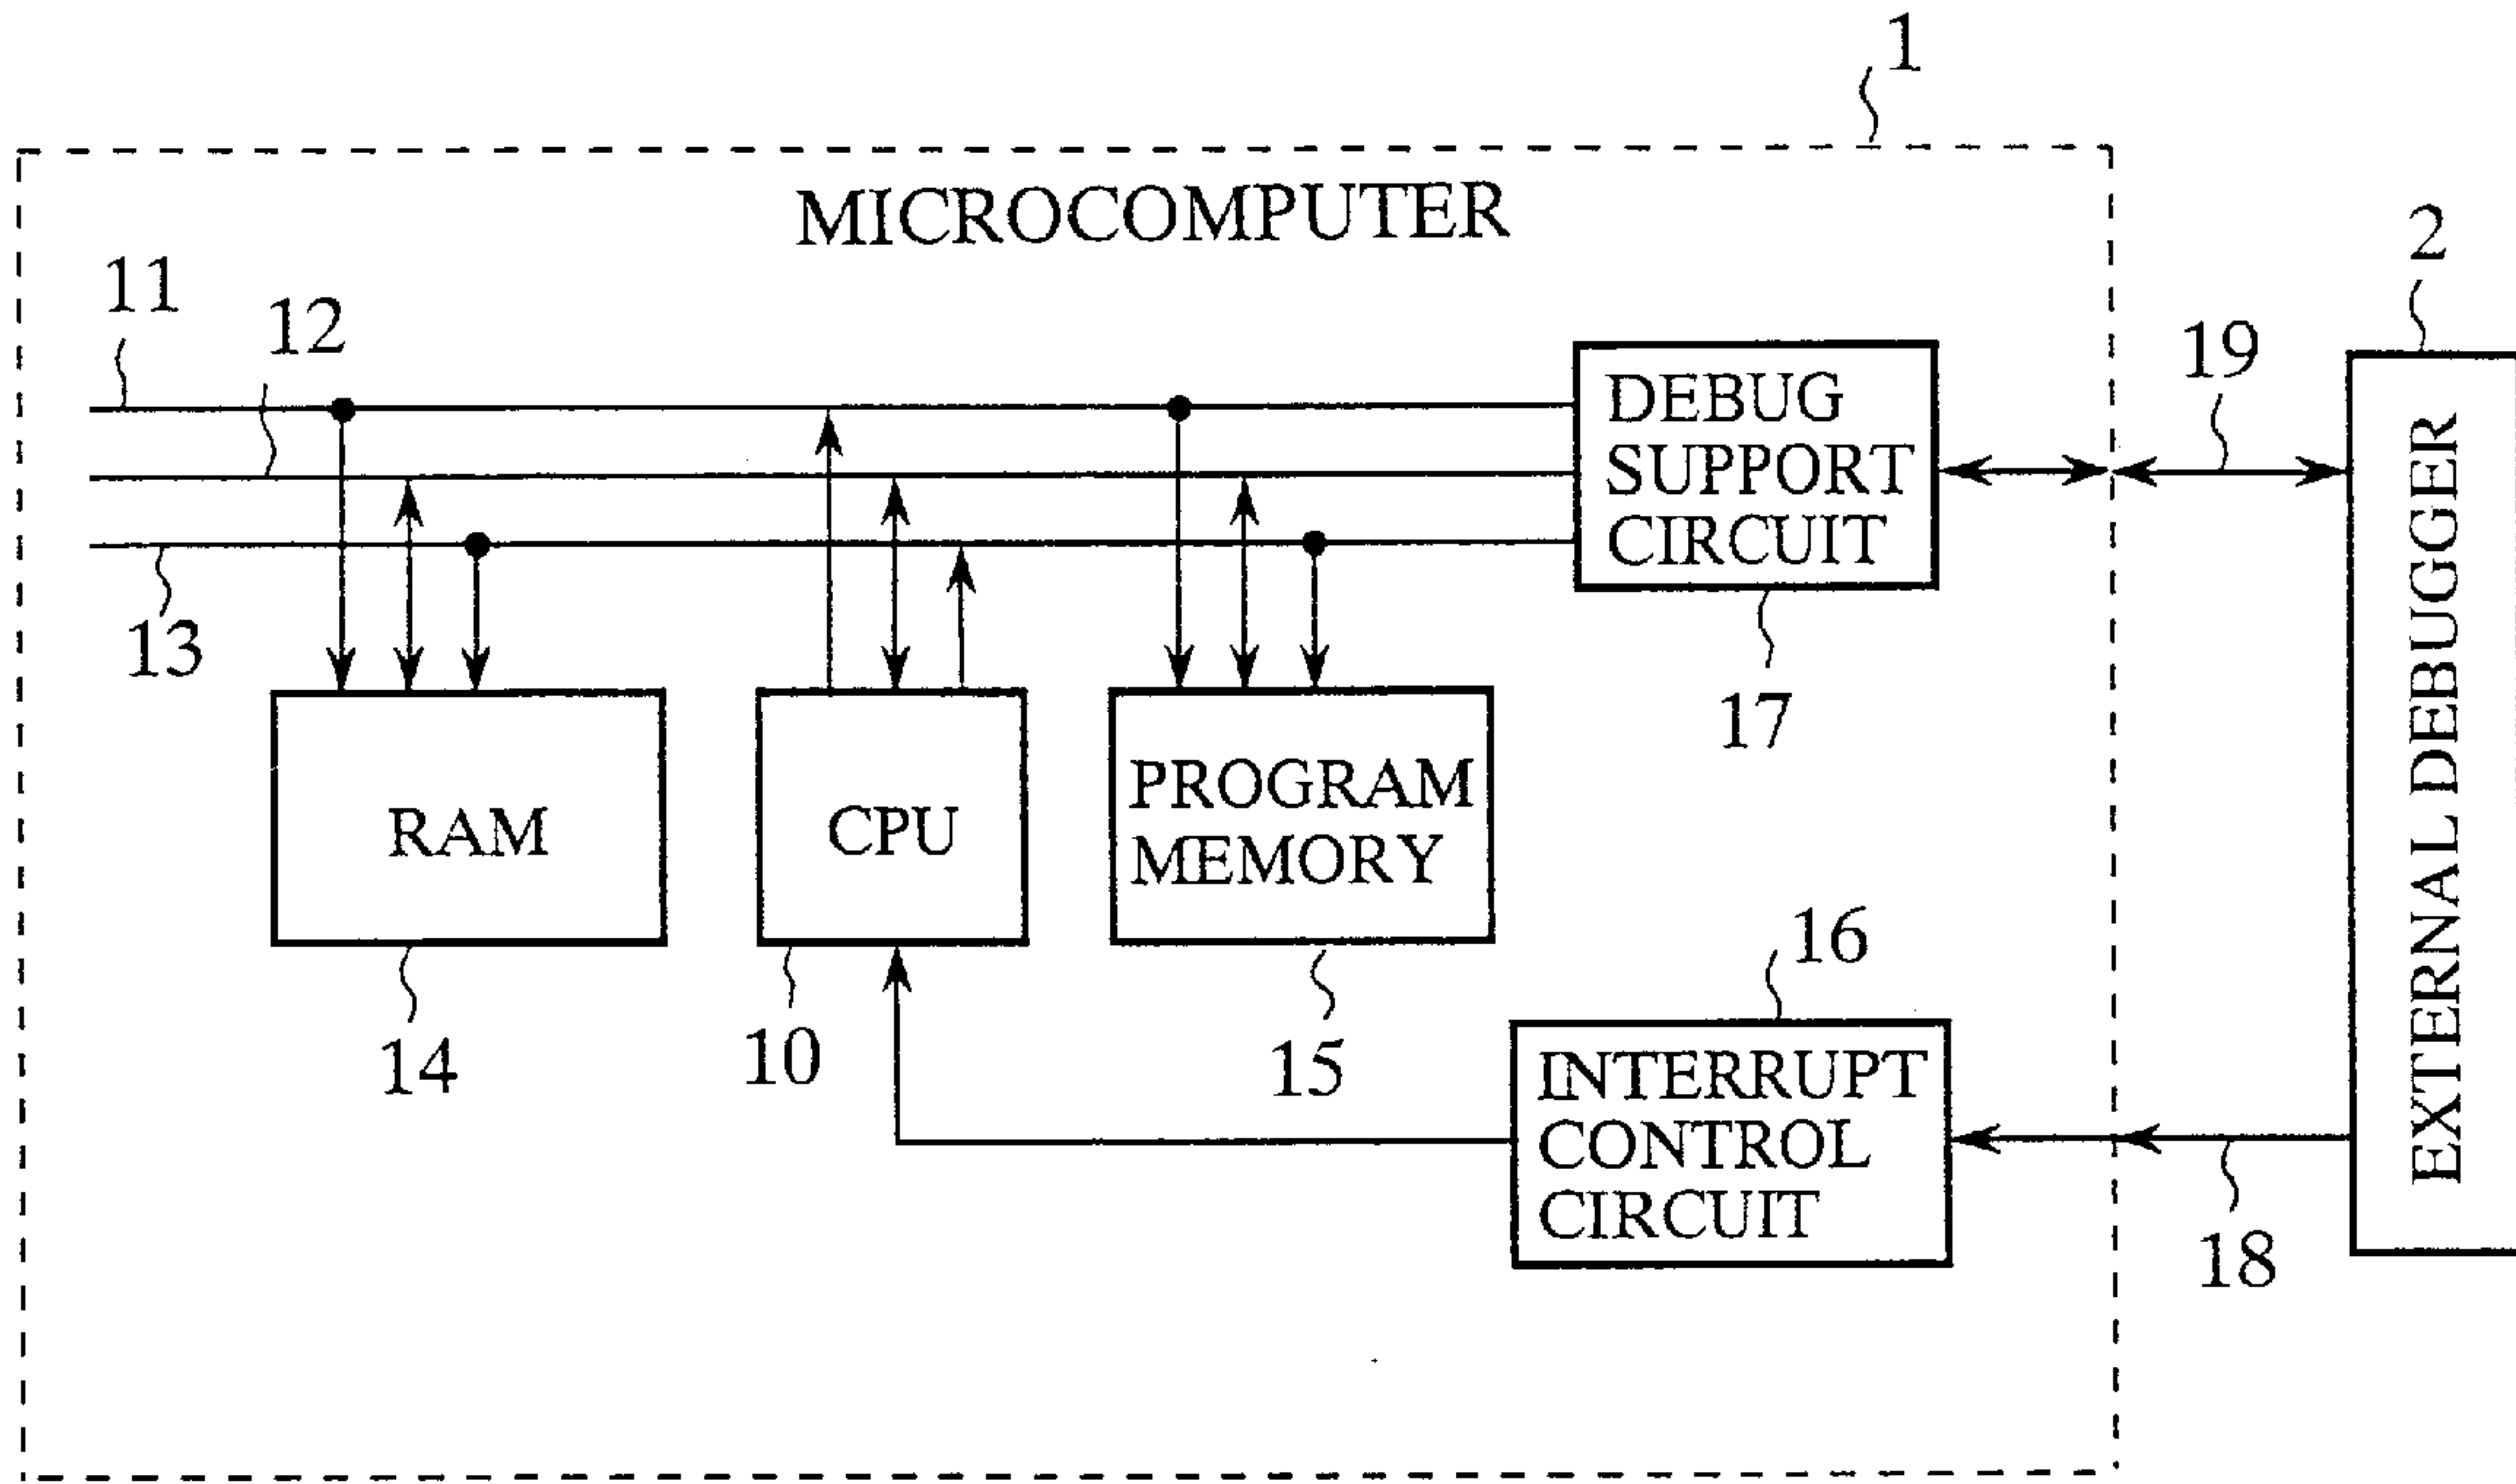 1
MICROCOMPUTER
2
11
12
19
DEBUG
SUPPORT
CIRCUIT
EXTERNAL DEBUGGER
13
17
RAM
CPU
PROGRAM
MEMORY
16
14
10
15
INTERRUPT
CONTROL
CIRCUIT
18